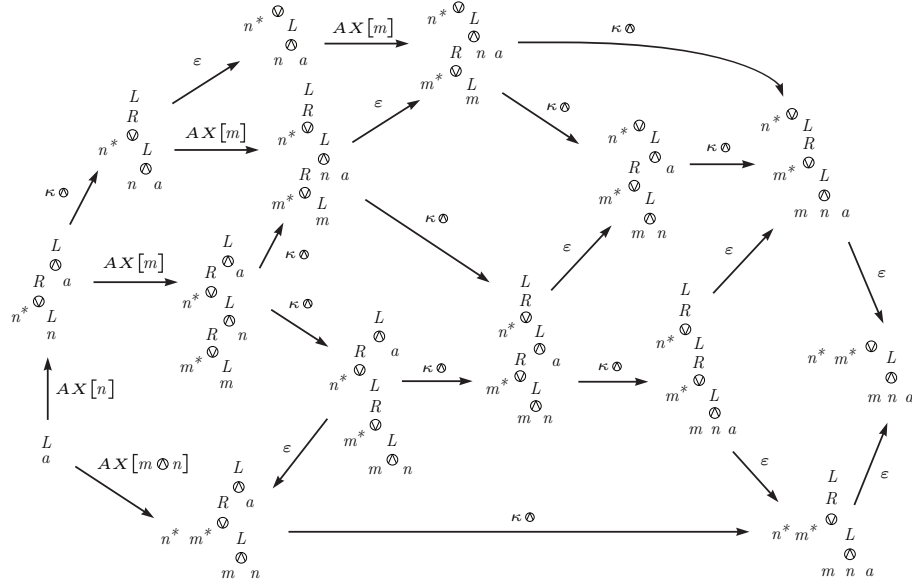 n* L AX[m] n* L κ⧁
n a R n a
ε m* L
m
L ε κ⧁ n* L
R L n* L R
n* L AX[m] R R a κ⧁ m* L
n a n* L m* L m n a
R n a m n
κ⧁ m* L
m κ⧁
L L κ⧁ ε ε ε
R a AX[m] R a L L
n* L n* L κ⧁ R R
n R n n* L n* L
m* L L R a κ⧁ R
m R a κ⧁ m* L m* L n* m* L
n* L m n m n a m n a
AX[n] R
m* L
L ε m n ε ε
a AX[m⊙n] L
R a L
n* m* L κ⧁ R
m n n* m* L
m n a